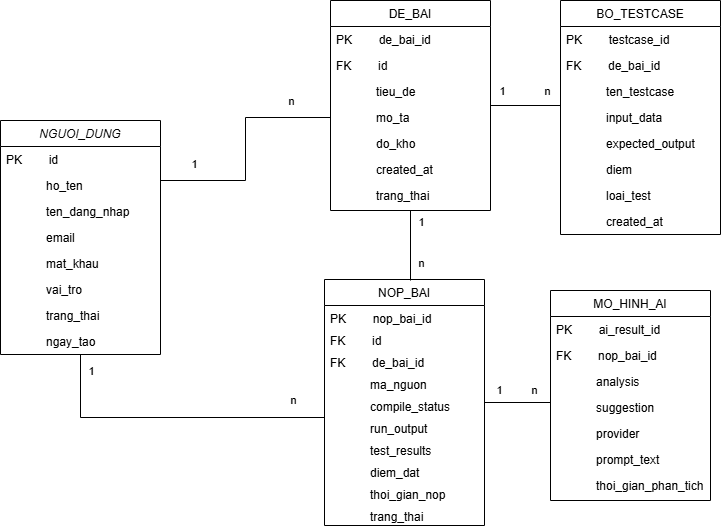 DE_BAI
PK de_bai_id
FK id
tieu_de
mo_ta
do_kho
created_at
trang_thai
BO_TESTCASE
PK testcase_id
FK de_bai_id
ten_testcase
input_data
expected_output
diem
loai_test
created_at
1 n
n
1
NGUOI_DUNG
PK id
ho_ten
ten_dang_nhap
email
mat_khau
vai_tro
trang_thai
ngay_tao
1
n
1
n
NOP_BAI
PK nop_bai_id
FK id
FK de_bai_id
ma_nguon
compile_status
run_output
test_results
diem_dat
thoi_gian_nop
trang_thai
1 n
MO_HINH_AI
PK ai_result_id
FK nop_bai_id
analysis
suggestion
provider
prompt_text
thoi_gian_phan_tich